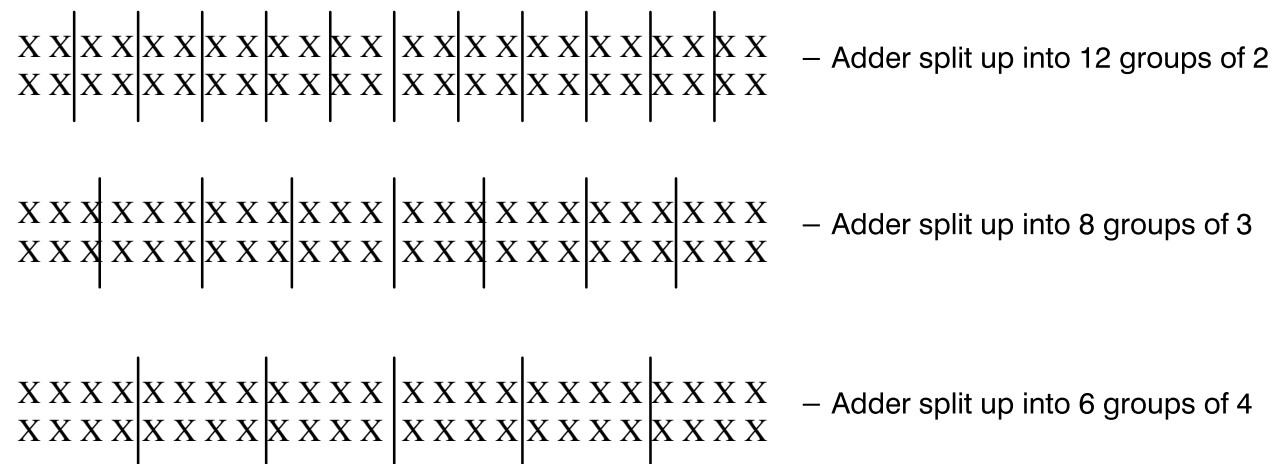 X X X X X X X X X X X X X X X X X X X X X X X X – Adder split up into 12 groups of 2
X X X X X X X X X X X X X X X X X X X X X X X X
X X X X X X X X X X X X X X X X X X X X X X X X – Adder split up into 8 groups of 3
X X X X X X X X X X X X X X X X X X X X X X X X
X X X X X X X X X X X X X X X X X X X X X X X X – Adder split up into 6 groups of 4
X X X X X X X X X X X X X X X X X X X X X X X X